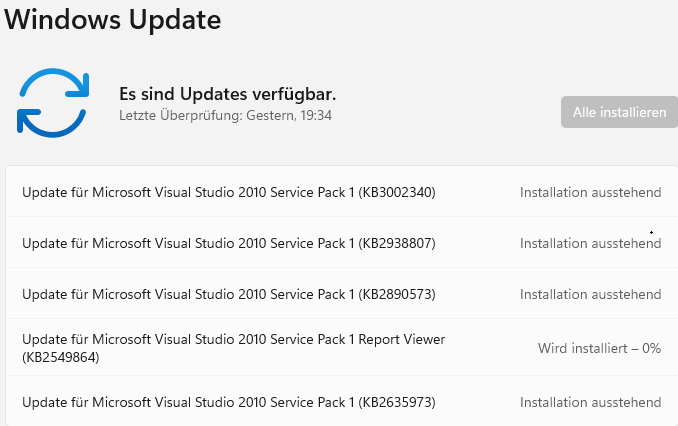 Windows Update
Es sind Updates verfügbar.
Letzte Überprüfung: Gestern, 19:34
Alle installieren
Update für Microsoft Visual Studio 2010 Service Pack 1 (KB3002340) Installation ausstehend
Update für Microsoft Visual Studio 2010 Service Pack 1 (KB2938807) Installation ausstehend
Update für Microsoft Visual Studio 2010 Service Pack 1 (KB2890573) Installation ausstehend
Update für Microsoft Visual Studio 2010 Service Pack 1 Report Viewer
(KB2549864)
Wird installiert – 0%
Update für Microsoft Visual Studio 2010 Service Pack 1 (KB2635973) Installation ausstehend